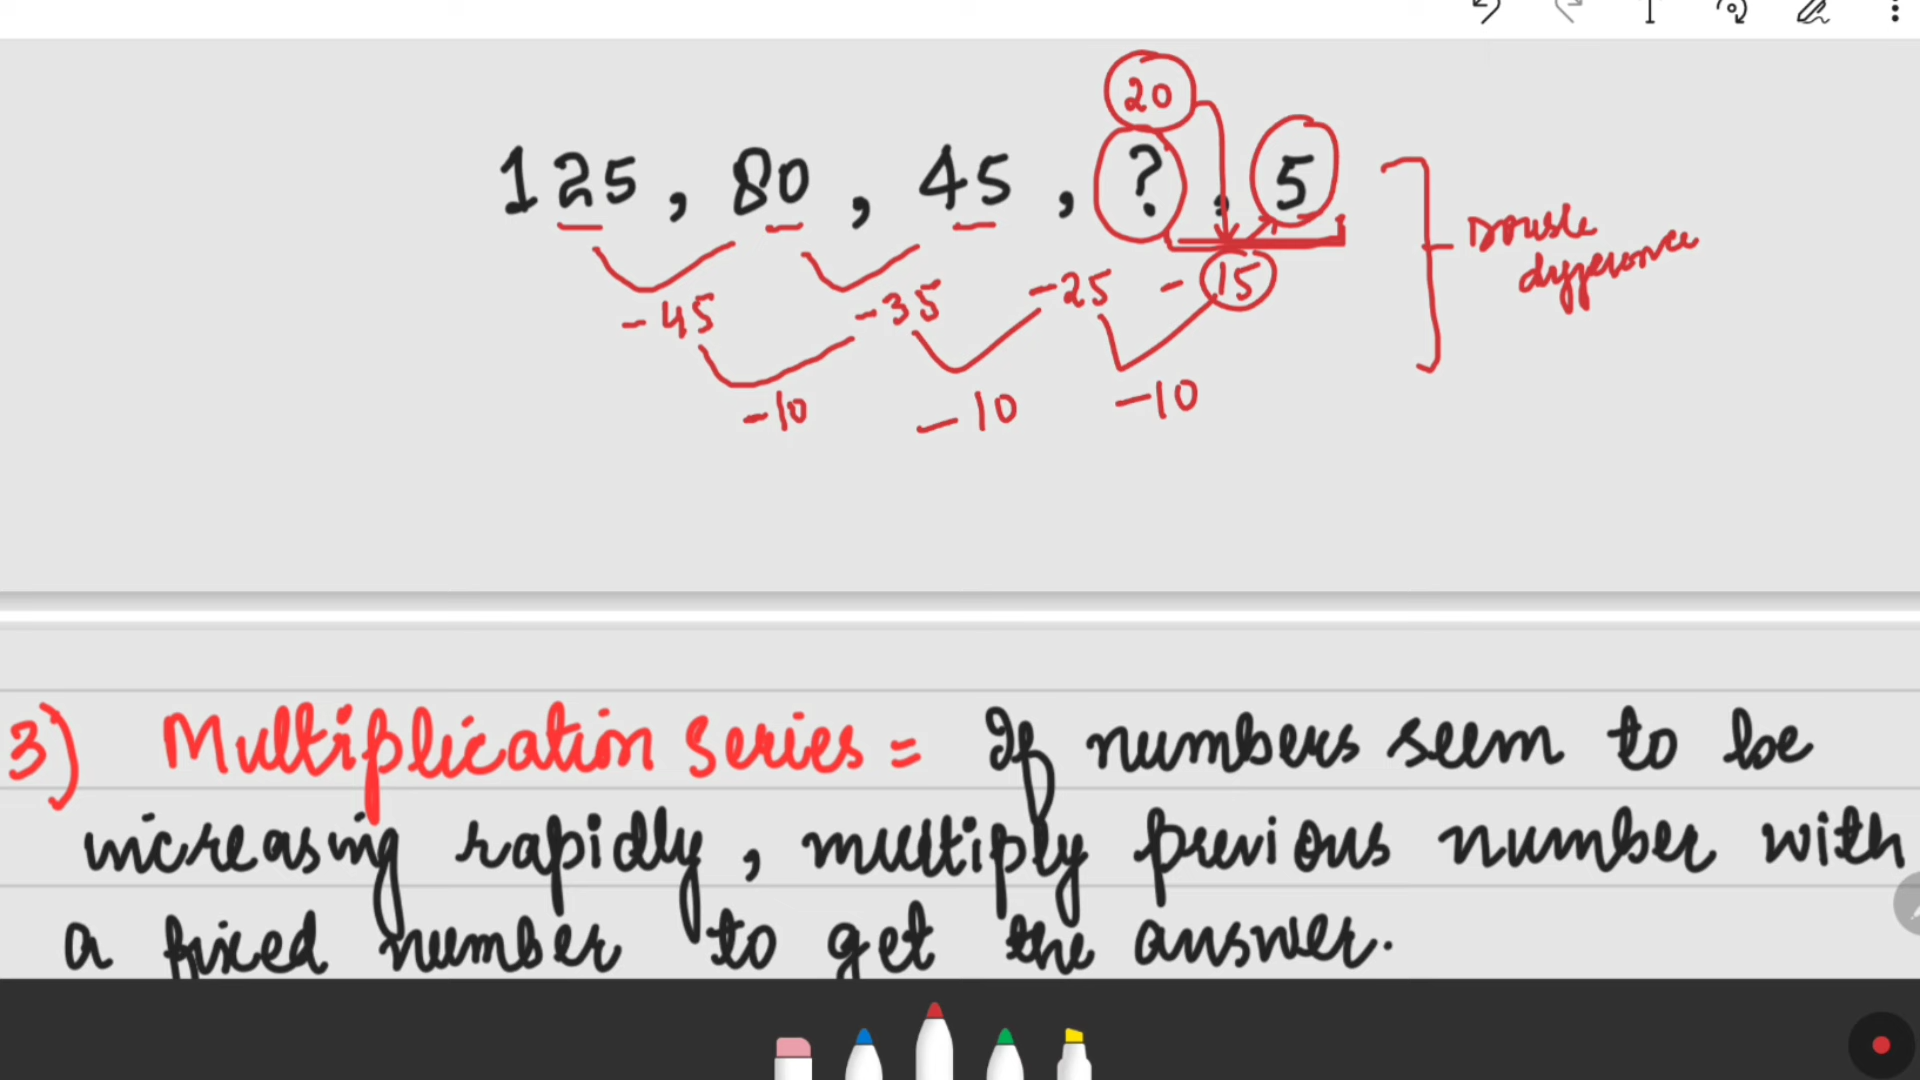 20
125 , 80 , 45 , ? , 5
-45 -35 -25 - 15
-10 -10 -10
Double
difference
3) Multiplication Series = If numbers seem to be
increasing rapidly, multiply previous number with
a fixed number to get the answer.